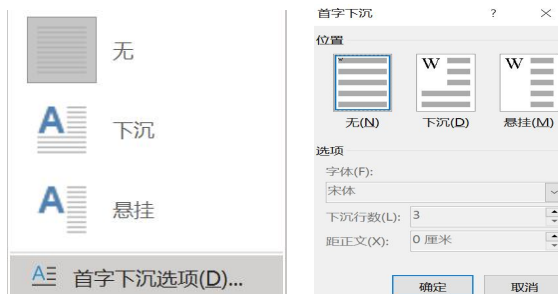 无
A
下沉
A
悬挂
A
首字下沉选项(D)...
首字下沉
?
×
位置
W
W
W
无(N)
下沉(D)
悬挂(M)
选项
字体(F):
宋体
下沉行数(L): 3
距正文(X): 0 厘米
确定
取消